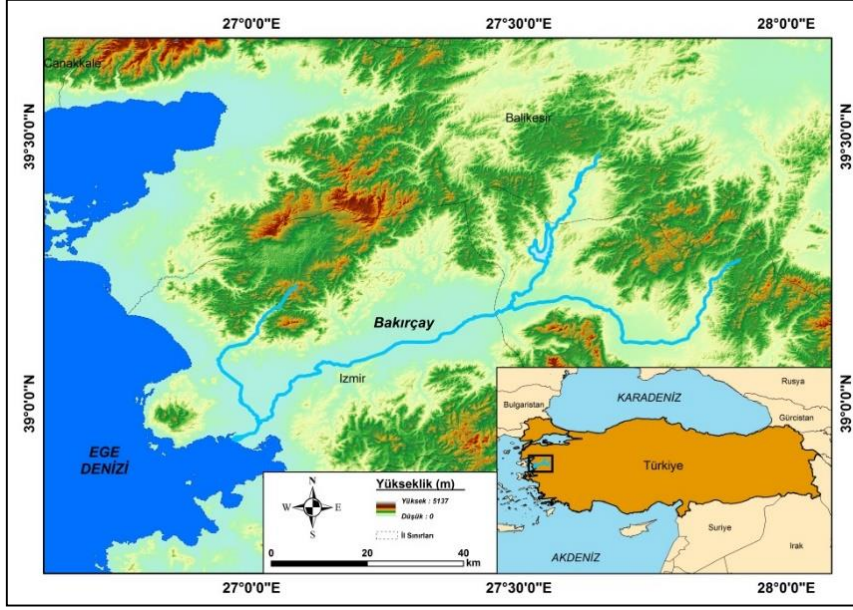 27°0'0"E
27°30'0"E
28°0'0"E
39°30'0"N
39°30'0"N
39°0'0"N
39°0'0"N
Çanakkale
Balıkesir
Bakırçay
İzmir
EGE
DENİZİ
N
W
E
S
Yükseklik (m)
Yüksek : 5137
Düşük : 0
İl Sınırları
0
20
40
km
Bulgaristan
KARADENİZ
Rusya
Gürcistan
Türkiye
Suriye
Irak
AKDENİZ
27°0'0"E
27°30'0"E
28°0'0"E